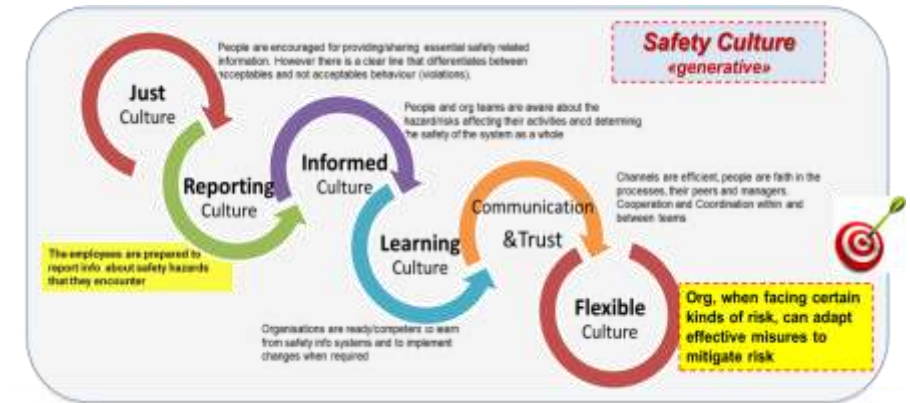 Safety Culture
«generative»
People are encouraged for providing/sharing essential safety related
information. However there is a clear line that differentiates between
acceptables and not acceptables behaviour (violations).
Just
Culture
People and org teams are aware about the
hazard/risks affecting their activities ancd determing
the safety of the system as a whole
Informed
Culture
Reporting
Culture
Channels are efficient, people are faith in the
processes, their peers and managers.
Cooperation and Coordination within and
between teams
Communication
&Trust
Learning
Culture
The employees are prepared to
report info about safety hazards
that they encounter
Flexible
Culture
Org, when facing certain
kinds of risk, can adapt
effective misures to
mitigate risk
Organisations are ready/competers to learn
from safety info systems and to implement
changes when required